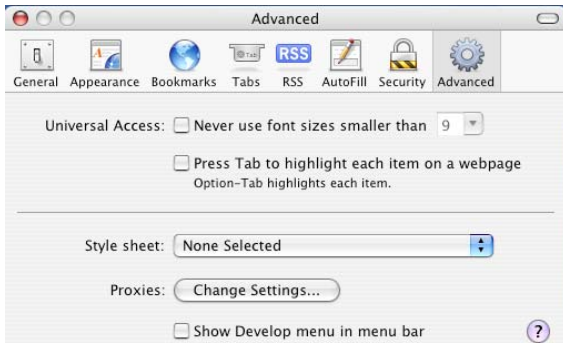 Advanced
RSS
General Appearance Bookmarks Tabs RSS AutoFill Security Advanced
Universal Access: Never use font sizes smaller than 9
Press Tab to highlight each item on a webpage
Option-Tab highlights each item.
Style sheet: None Selected
Proxies: Change Settings...
Show Develop menu in menu bar ?